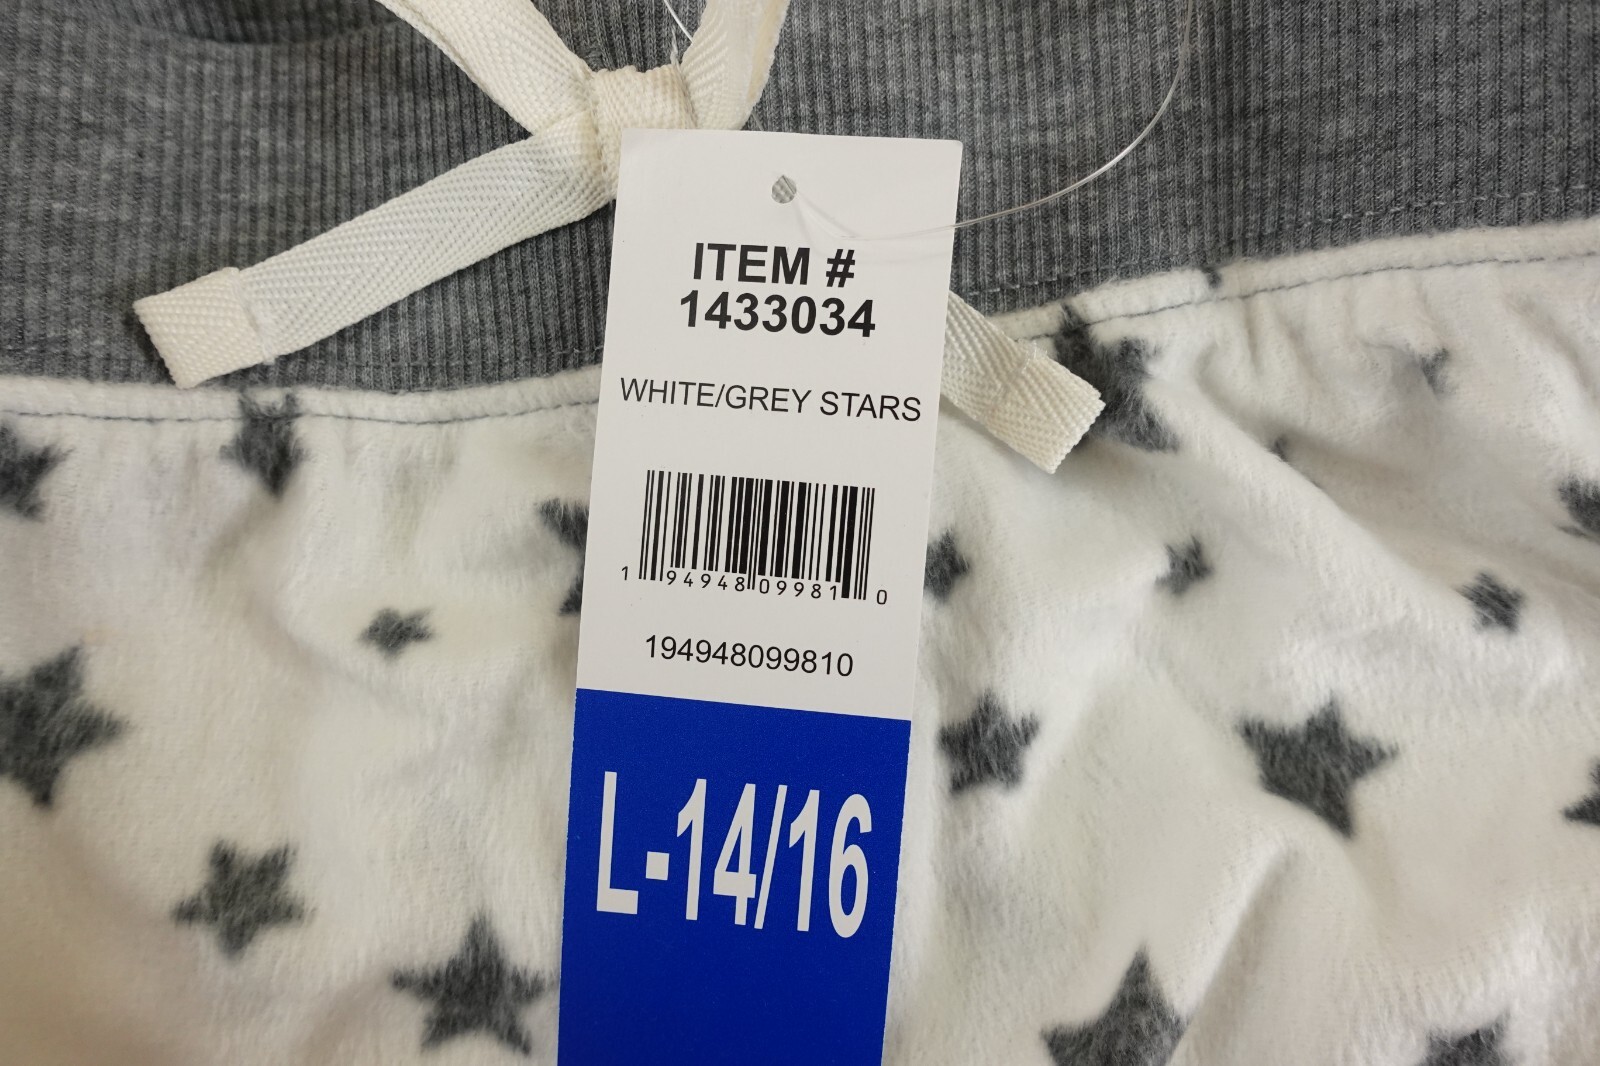 ITEM #
1433034
WHITE/GREY STARS
1 94948 09981 0
194948099810
L-14/16